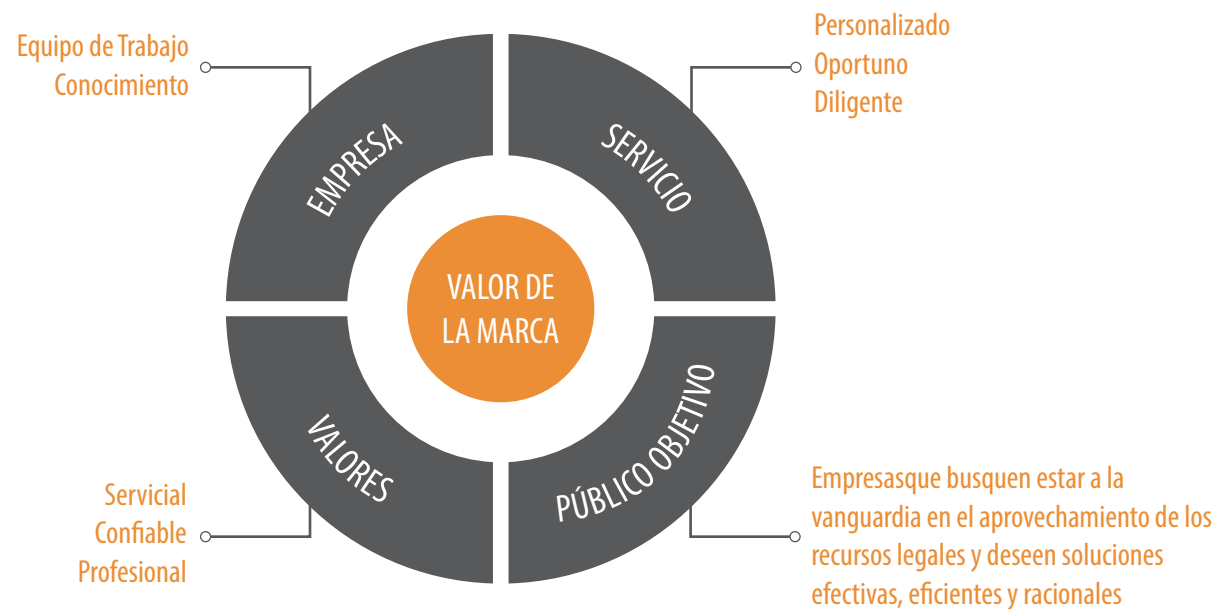 Equipo de Trabajo
Conocimiento
EMPRESA
Personalizado
Oportuno
Diligente
SERVICIO
VALOR DE
LA MARCA
VALORES
Servicial
Confiable
Profesional
PÚBLICO OBJETIVO
Empresasque busquen estar a la
vanguardia en el aprovechamiento de los
recursos legales y deseen soluciones
efectivas, eficientes y racionales